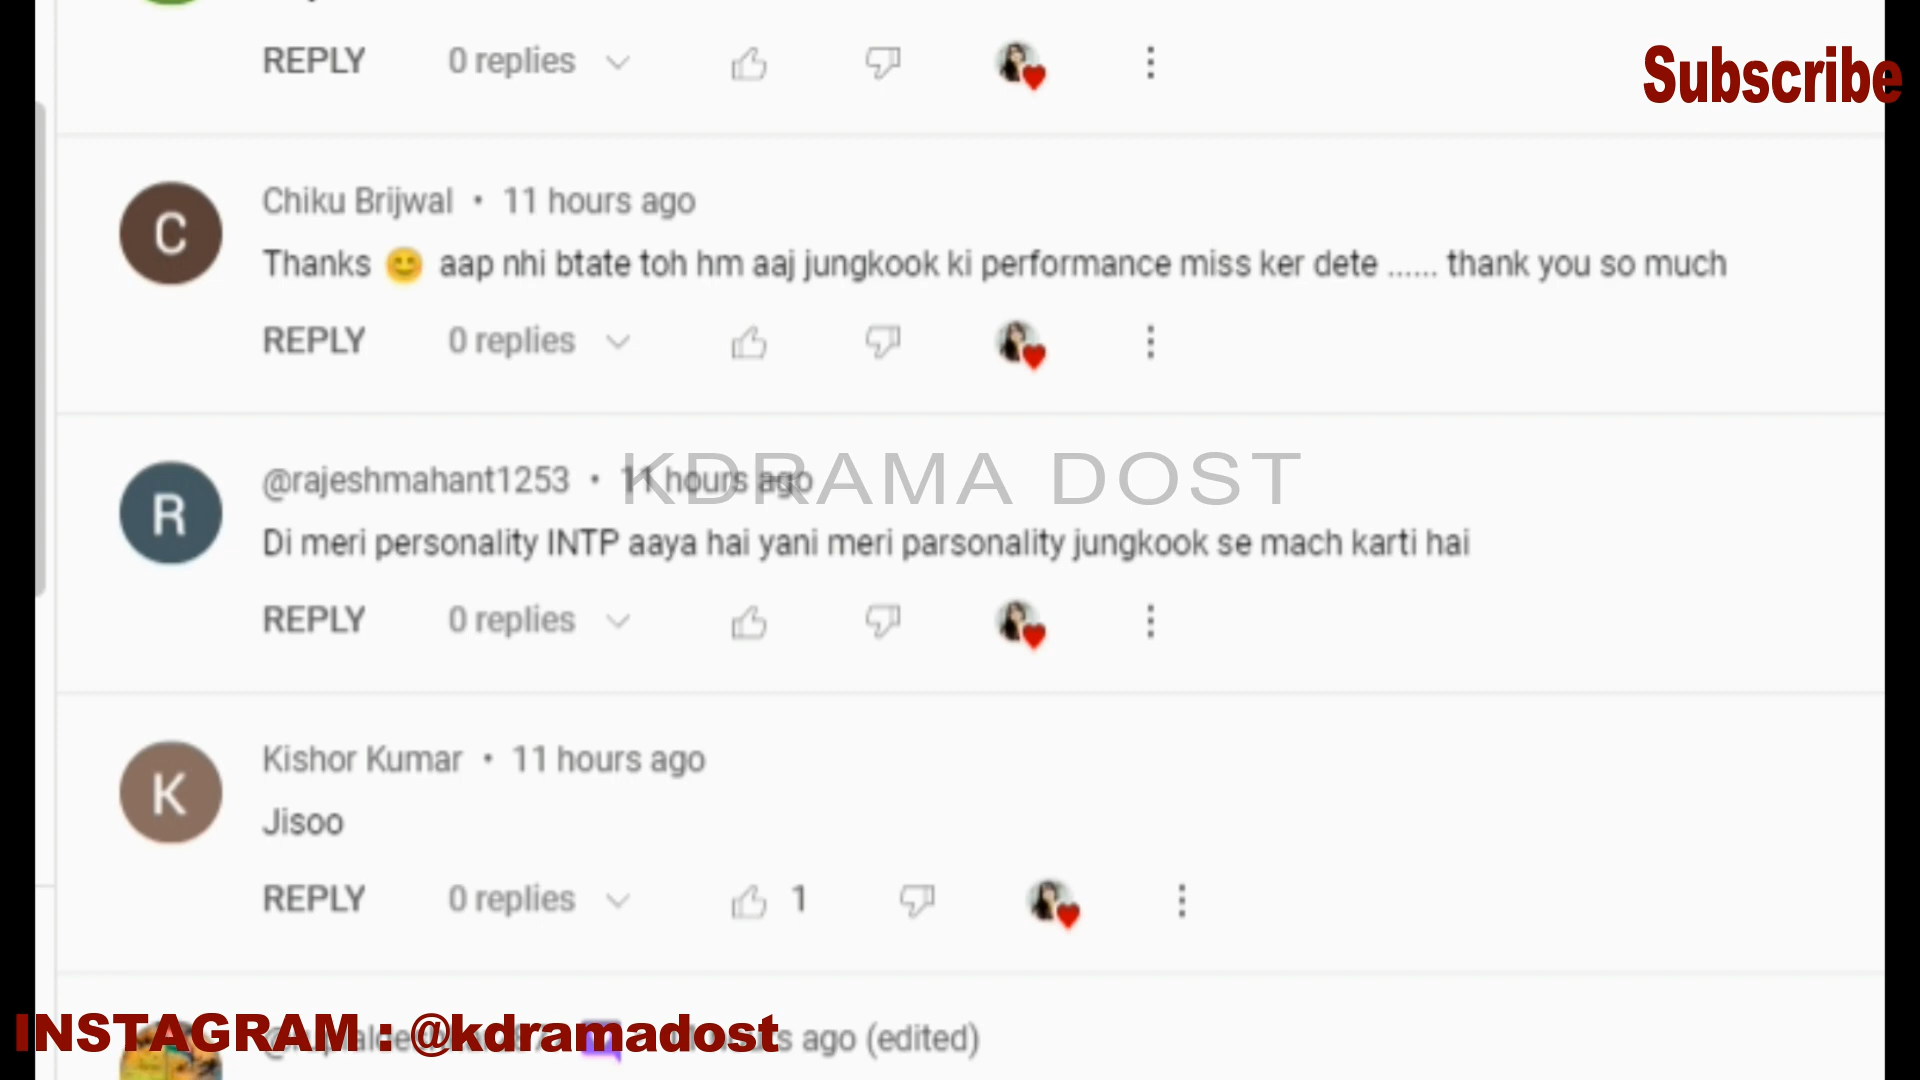 REPLY 0 replies
Subscribe
C
Chiku Brijwal • 11 hours ago
Thanks 😊 aap nhi btate toh hm aaj jungkook ki performance miss ker dete ...... thank you so much
REPLY 0 replies
KDRAMA DOST
R
@rajeshmahant1253 • 11 hours ago
Di meri personality INTP aaya hai yani meri parsonality jungkook se mach karti hai
REPLY 0 replies
K
Kishor Kumar • 11 hours ago
Jisoo
REPLY 0 replies 1
INSTAGRAM : @kdramadost
ago (edited)